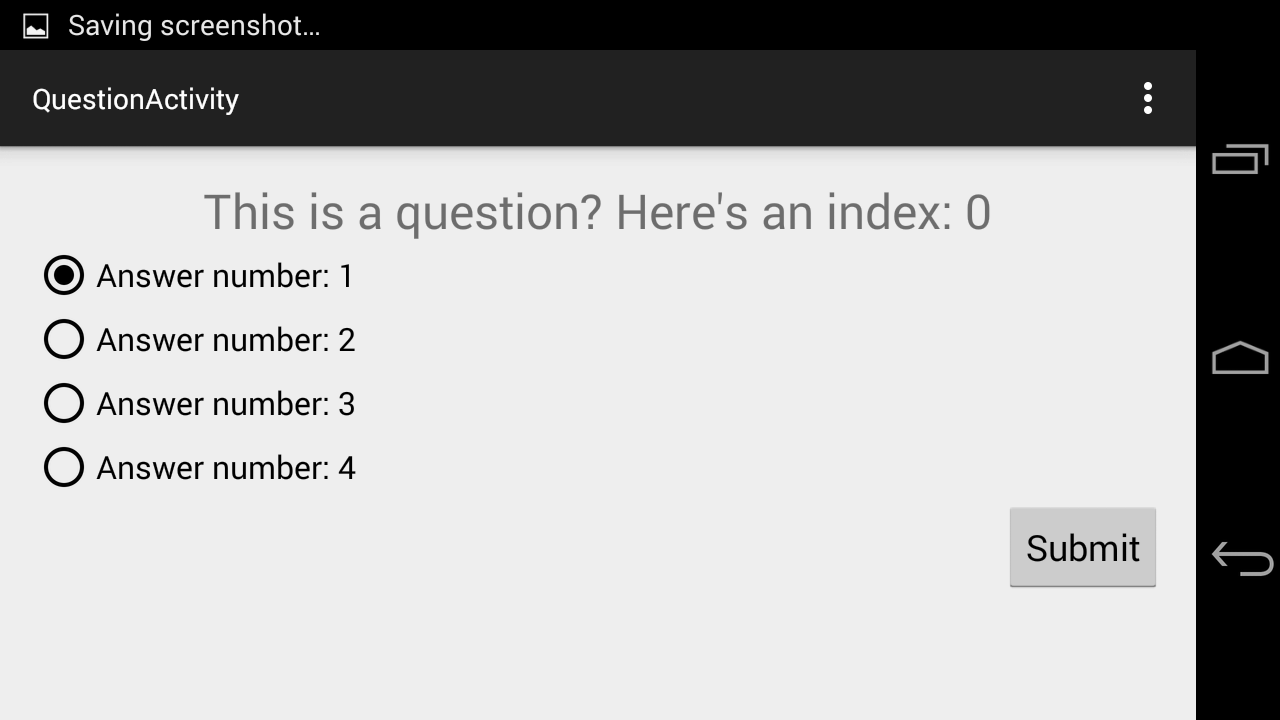 Saving screenshot...
QuestionActivity
This is a question? Here's an index: 0
Answer number: 1
Answer number: 2
Answer number: 3
Answer number: 4
Submit